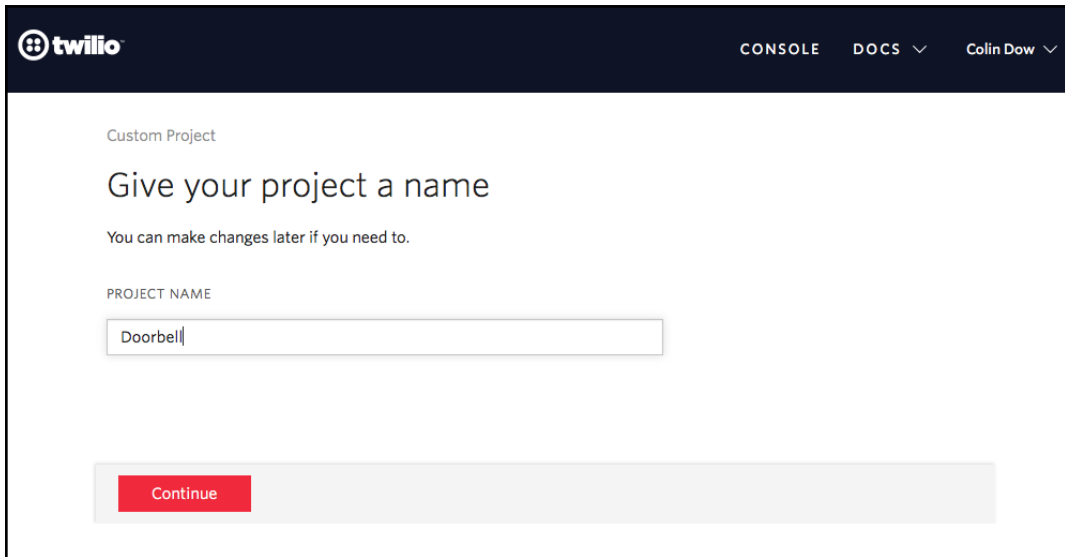 twilio
CONSOLE DOCS Colin Dow
Custom Project
Give your project a name
You can make changes later if you need to.
PROJECT NAME
Doorbell
Continue